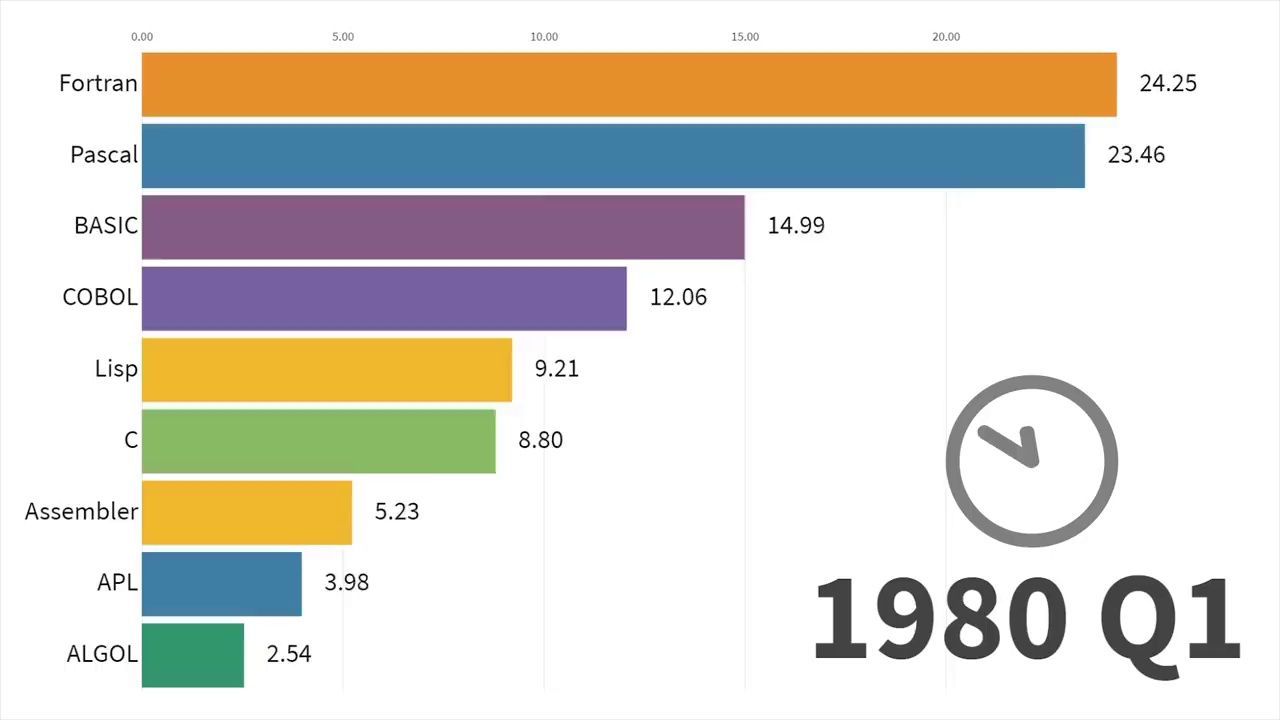 0.00 5.00 10.00 15.00 20.00
Fortran 24.25
Pascal 23.46
BASIC 14.99
COBOL 12.06
Lisp 9.21
C 8.80
Assembler 5.23
APL 3.98
ALGOL 2.54
1980 Q1